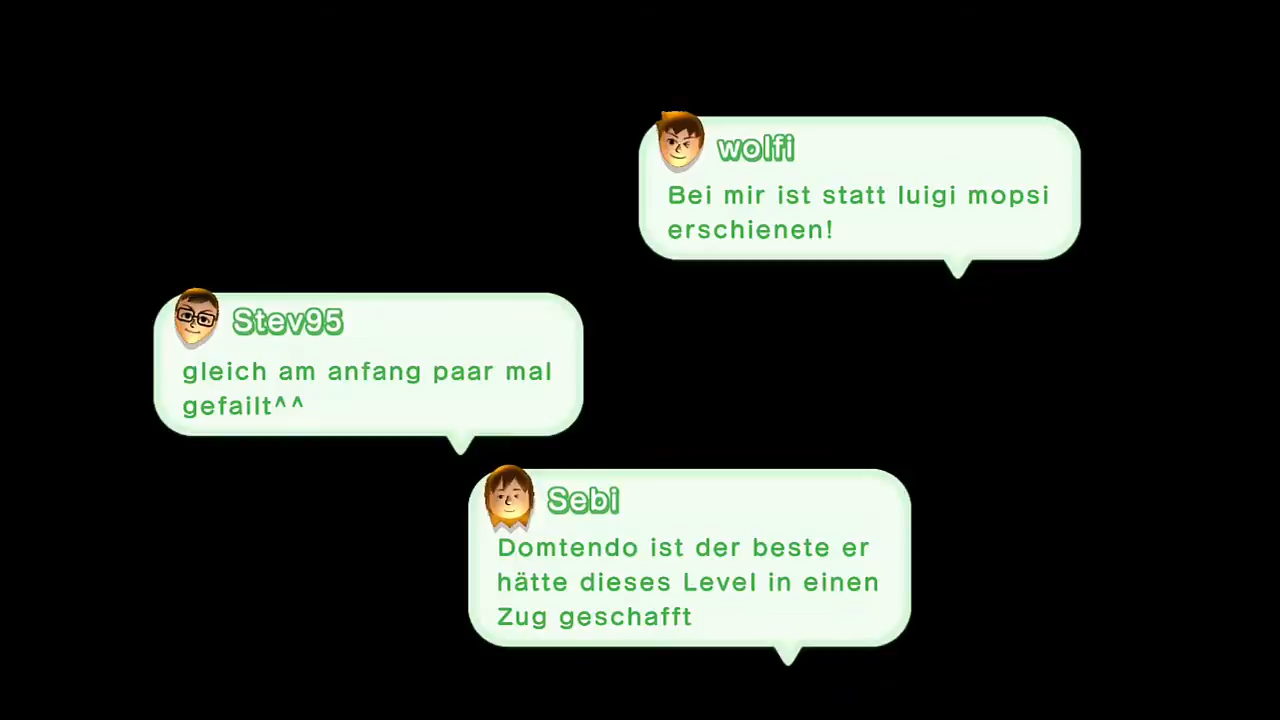 wolfi
Bei mir ist statt luigi mopsi
erschienen!
Stev95
gleich am anfang paar mal
gefailt^^
Sebi
Domtendo ist der beste er
hätte dieses Level in einen
Zug geschafft